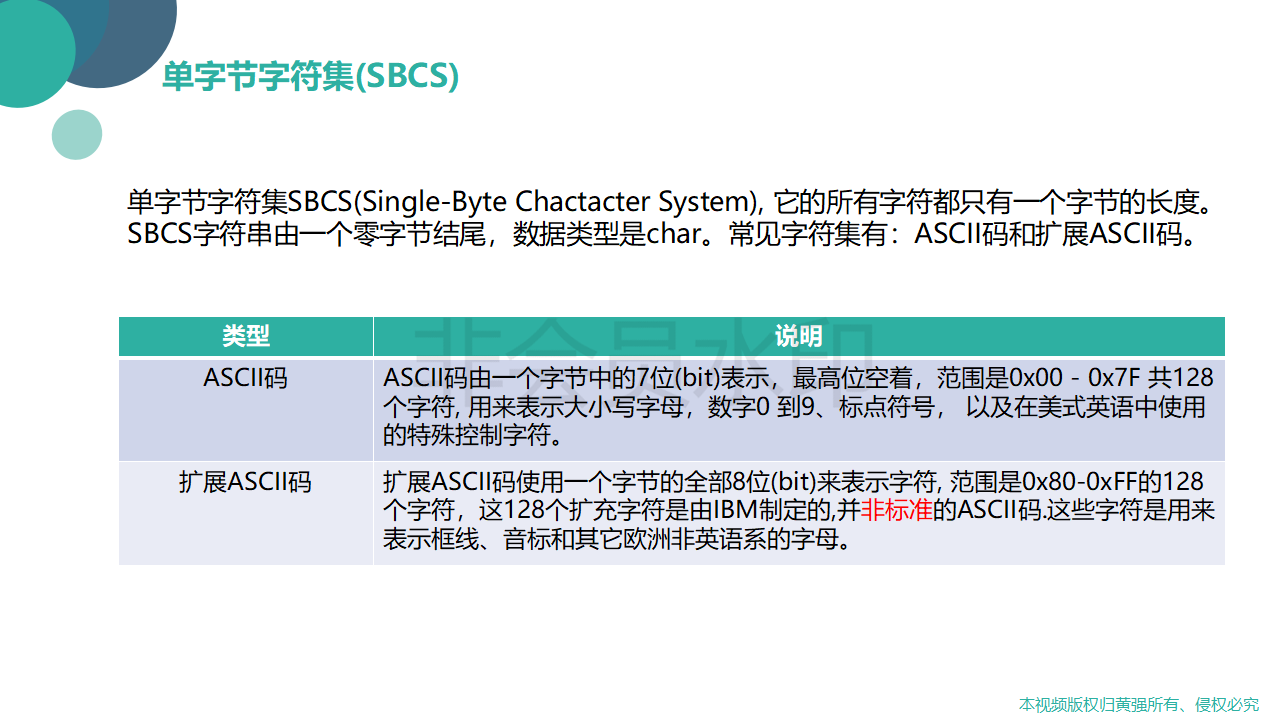 单字节字符集(SBCS)
单字节字符集SBCS(Single-Byte Chactacter System), 它的所有字符都只有一个字节的长度。
SBCS字符串由一个零字节结尾，数据类型是char。常见字符集有：ASCII码和扩展ASCII码。
非会员水印
类型 说明
ASCII码 ASCII码由一个字节中的7位(bit)表示，最高位空着，范围是0x00 - 0x7F 共128
个字符, 用来表示大小写字母，数字0 到9、标点符号， 以及在美式英语中使用
的特殊控制字符。
扩展ASCII码 扩展ASCII码使用一个字节的全部8位(bit)来表示字符, 范围是0x80-0xFF的128
个字符，这128个扩充字符是由IBM制定的,并非标准的ASCII码.这些字符是用来
表示框线、音标和其它欧洲非英语系的字母。
本视频版权归黄强所有、侵权必究